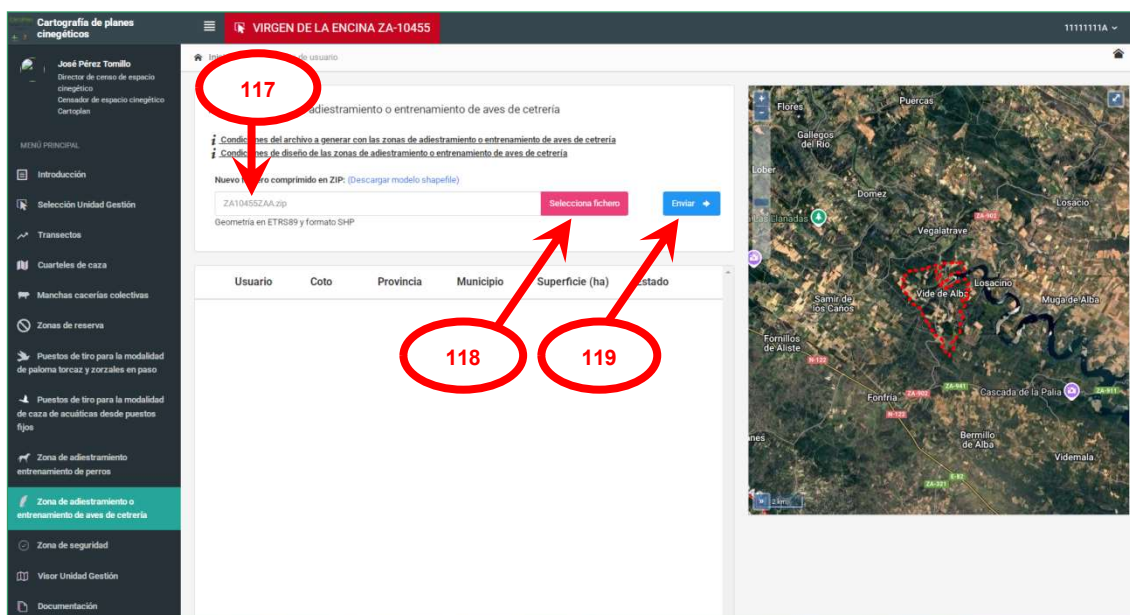 Cartografía de planes
cinegéticos
VIRGEN DE LA ENCINA ZA-10455
11111111A
José Pérez Tomillo
Director de censo de espacio
cinegético
Censador de espacio cinegético
Cartoplan
MENÚ PRINCIPAL
Introducción
Selección Unidad Gestión
Transectos
Cuarteles de caza
Manchas cacerías colectivas
Zonas de reserva
Puestos de tiro para la modalidad
de paloma torcaz y zorzales en paso
Puestos de tiro para la modalidad
de caza de acuáticas desde puestos
fijos
Zona de adiestramiento
entrenamiento de perros
Zona de adiestramiento o
entrenamiento de aves de cetrería
Zona de seguridad
Visor Unidad Gestión
Documentación
de usuario
117
adiestramiento o entrenamiento de aves de cetrería
Condiciones del archivo a generar con las zonas de adiestramiento o entrenamiento de aves de cetrería
Condiciones de diseño de las zonas de adiestramiento o entrenamiento de aves de cetrería
Nuevo fichero comprimido en ZIP: (Descargar modelo shapefile)
ZA10455ZAA.zip
Selecciona fichero
Enviar
Geometría en ETRS89 y formato SHP
Usuario Coto Provincia Municipio Superficie (ha) Estado
118
119
+
-
Flores
Puercas
Gallegos
del Río
Lober
Domez
Losacio
ZA-902
Llanadas
Vegalatrave
Losacino
Vide de Alba
Muga de Alba
Samir de
los Caños
Fornillos
de Aliste
N-122
ZA-941
Cascada de la Palia
ZA-911
Fonfría
ZA-902
N-122
Bermillo
de Alba
Videmala
E-82
ZA-321
»
2 km